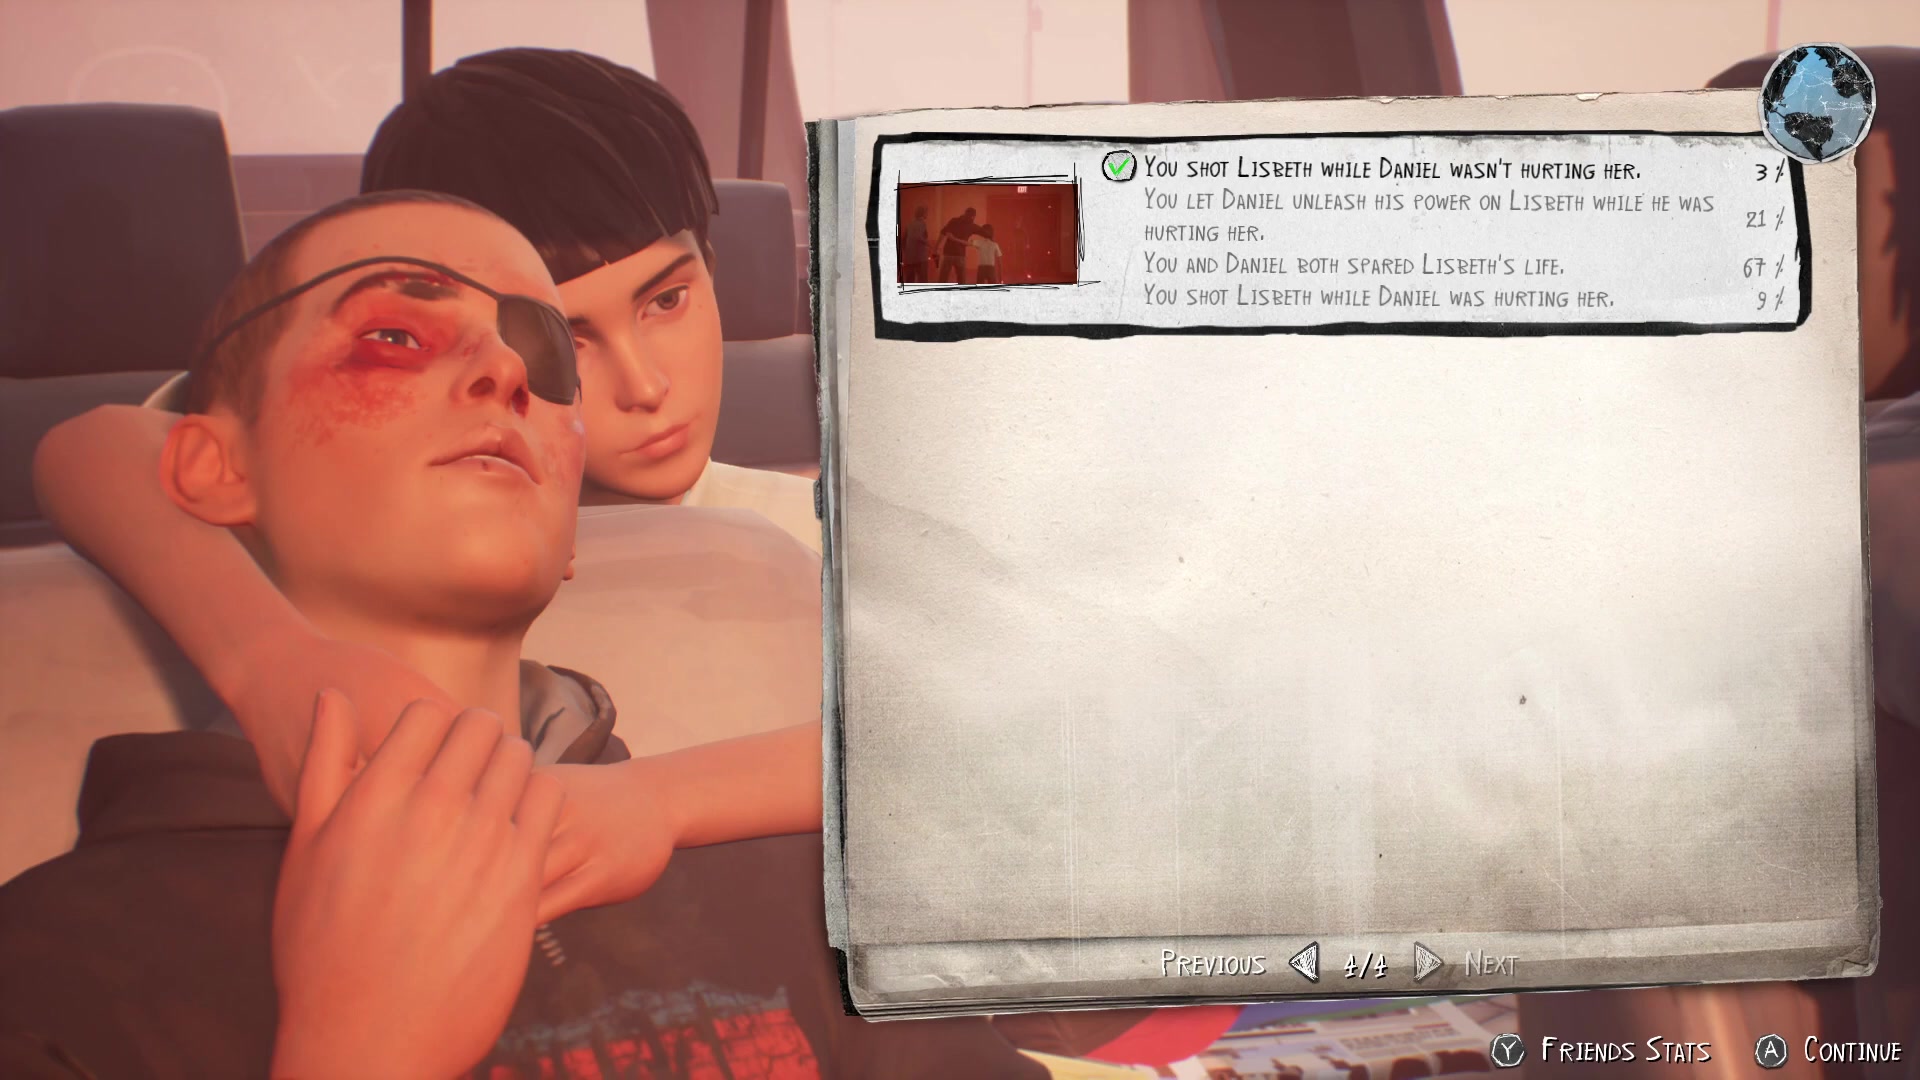 You shot Lisbeth while Daniel wasn't hurting her. 3 %
You let Daniel unleash his power on Lisbeth while he was
hurting her. 21 %
You and Daniel both spared Lisbeth's life. 67 %
You shot Lisbeth while Daniel was hurting her. 9 %
Previous 4/4 Next
Y Friends Stats A Continue